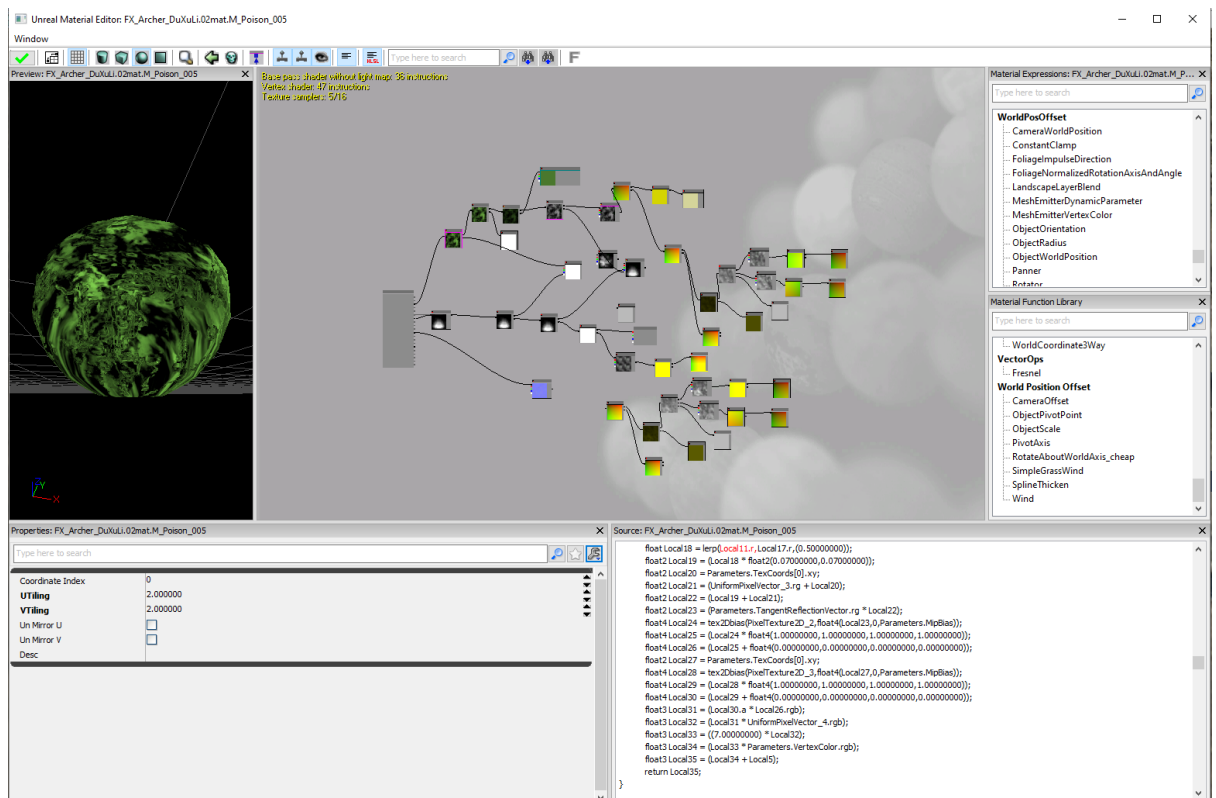 Unreal Material Editor: FX_Archer_DuXuLi.02mat.M_Poison_005
Window
Type here to search
F
Preview: FX_Archer_DuXuLi.02mat.M_Poison_005
Base pass shader without light map: 36 instructions
Vertex shader: 47 instructions
Texture samplers: 5/16
Material Expressions: FX_Archer_DuXuLi.02mat.M_P...
Type here to search
WorldPosOffset
CameraWorldPosition
ConstantClamp
FoliageImpulseDirection
FoliageNormalizedRotationAxisAndAngle
LandscapeLayerBlend
MeshEmitterDynamicParameter
MeshEmitterVertexColor
ObjectOrientation
ObjectRadius
ObjectWorldPosition
Panner
Rotator
Material Function Library
Type here to search
WorldCoordinate3Way
VectorOps
Fresnel
World Position Offset
CameraOffset
ObjectPivotPoint
ObjectScale
PivotAxis
RotateAboutWorldAxis_cheap
SimpleGrassWind
SplineThicken
Wind
Z
Y
X
Properties: FX_Archer_DuXuLi.02mat.M_Poison_005
Type here to search
Coordinate Index 0
UTiling 2.000000
VTiling 2.000000
Un Mirror U
Un Mirror V
Desc
Source: FX_Archer_DuXuLi.02mat.M_Poison_005
float Local18 = lerp(Local11.r,Local17.r,(0.50000000));
float2 Local19 = (Local18 * float2(0.07000000,0.07000000));
float2 Local20 = Parameters.TexCoords[0].xy;
float2 Local21 = (UniformPixelVector_3.rg + Local20);
float2 Local22 = (Local19 + Local21);
float2 Local23 = (Parameters.TangentReflectionVector.rg * Local22);
float4 Local24 = tex2Dbias(PixelTexture2D_2,float4(Local23,0,Parameters.MipBias));
float4 Local25 = (Local24 * float4(1.00000000,1.00000000,1.00000000,1.00000000));
float4 Local26 = (Local25 + float4(0.00000000,0.00000000,0.00000000,0.00000000));
float2 Local27 = Parameters.TexCoords[0].xy;
float4 Local28 = tex2Dbias(PixelTexture2D_3,float4(Local27,0,Parameters.MipBias));
float4 Local29 = (Local28 * float4(1.00000000,1.00000000,1.00000000,1.00000000));
float4 Local30 = (Local29 + float4(0.00000000,0.00000000,0.00000000,0.00000000));
float3 Local31 = (Local30.a * Local26.rgb);
float3 Local32 = (Local31 * UniformPixelVector_4.rgb);
float3 Local33 = ((7.00000000) * Local32);
float3 Local34 = (Local33 * Parameters.VertexColor.rgb);
float3 Local35 = (Local34 + Local5);
return Local35;
}